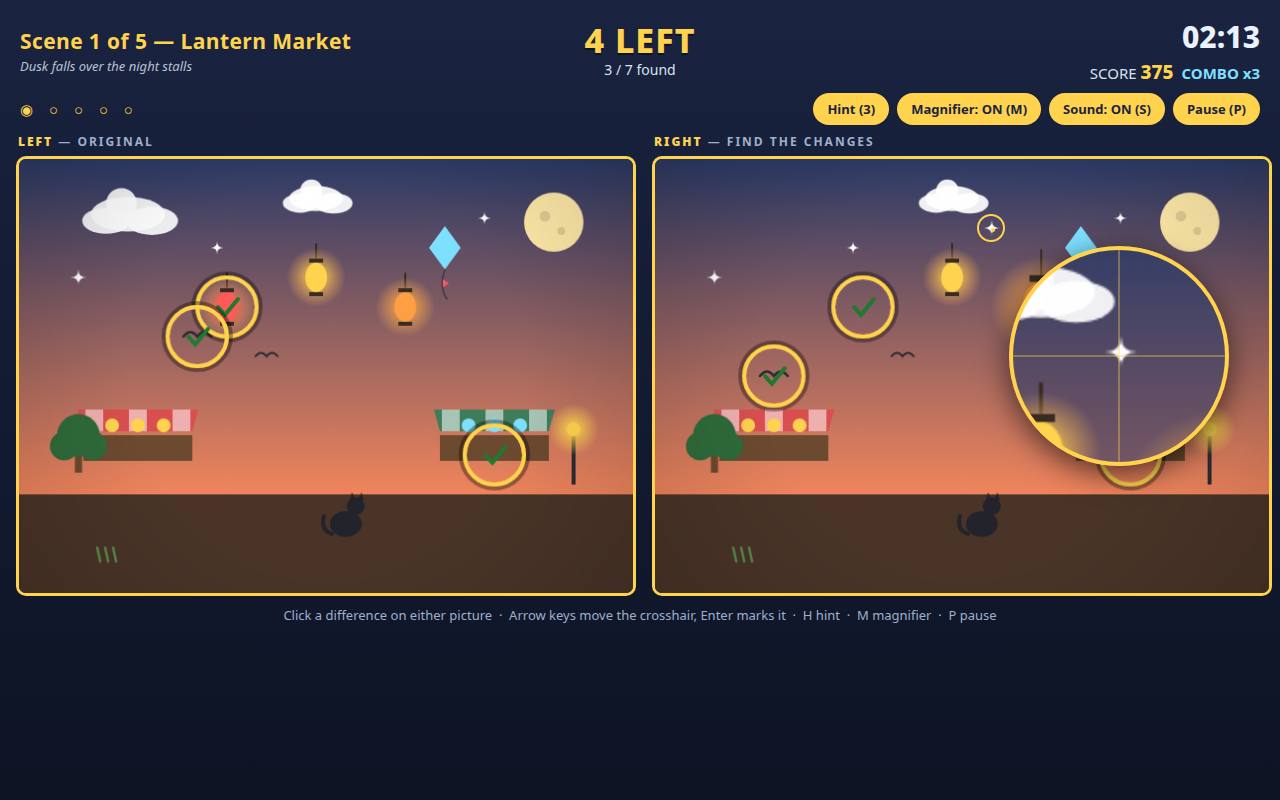 Scene 1 of 5 — Lantern Market
Dusk falls over the night stalls
4 LEFT
3 / 7 found
02:13
SCORE 375 COMBO x3
Hint (3)
Magnifier: ON (M)
Sound: ON (S)
Pause (P)
LEFT — ORIGINAL
RIGHT — FIND THE CHANGES
Click a difference on either picture · Arrow keys move the crosshair, Enter marks it · H hint · M magnifier · P pause